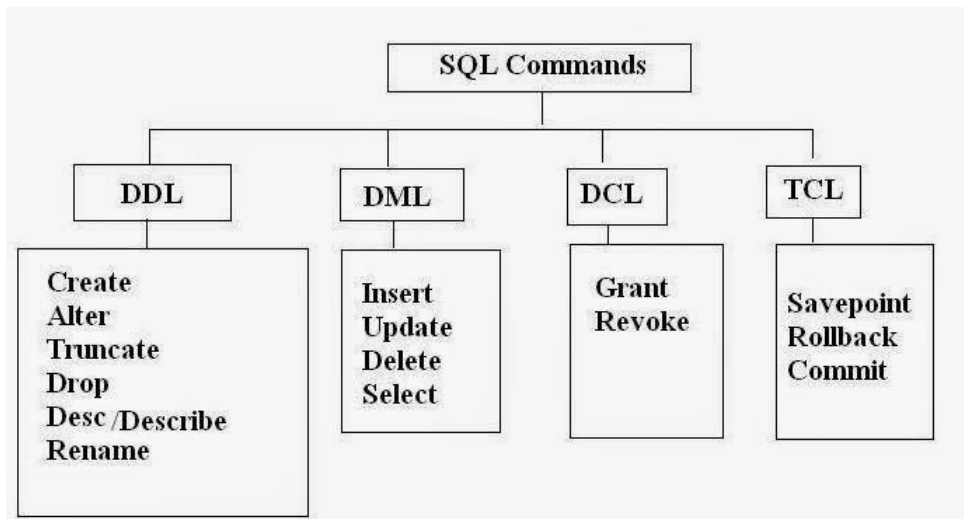 SQL Commands
DDL
DML
DCL
TCL
Create
Alter
Truncate
Drop
Desc /Describe
Rename
Insert
Update
Delete
Select
Grant
Revoke
Savepoint
Rollback
Commit